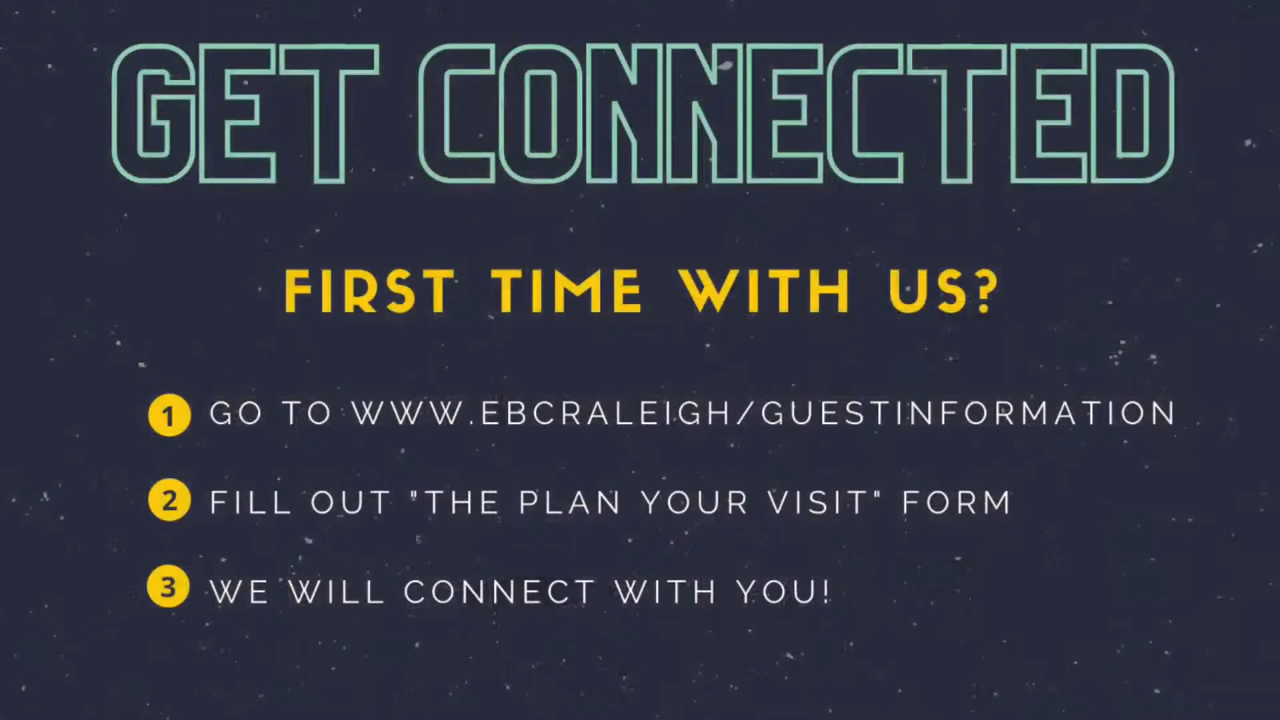 GET CONNECTED
FIRST TIME WITH US?
1 GO TO WWW.EBCRALEIGH/GUESTINFORMATION
2 FILL OUT "THE PLAN YOUR VISIT" FORM
3 WE WILL CONNECT WITH YOU!